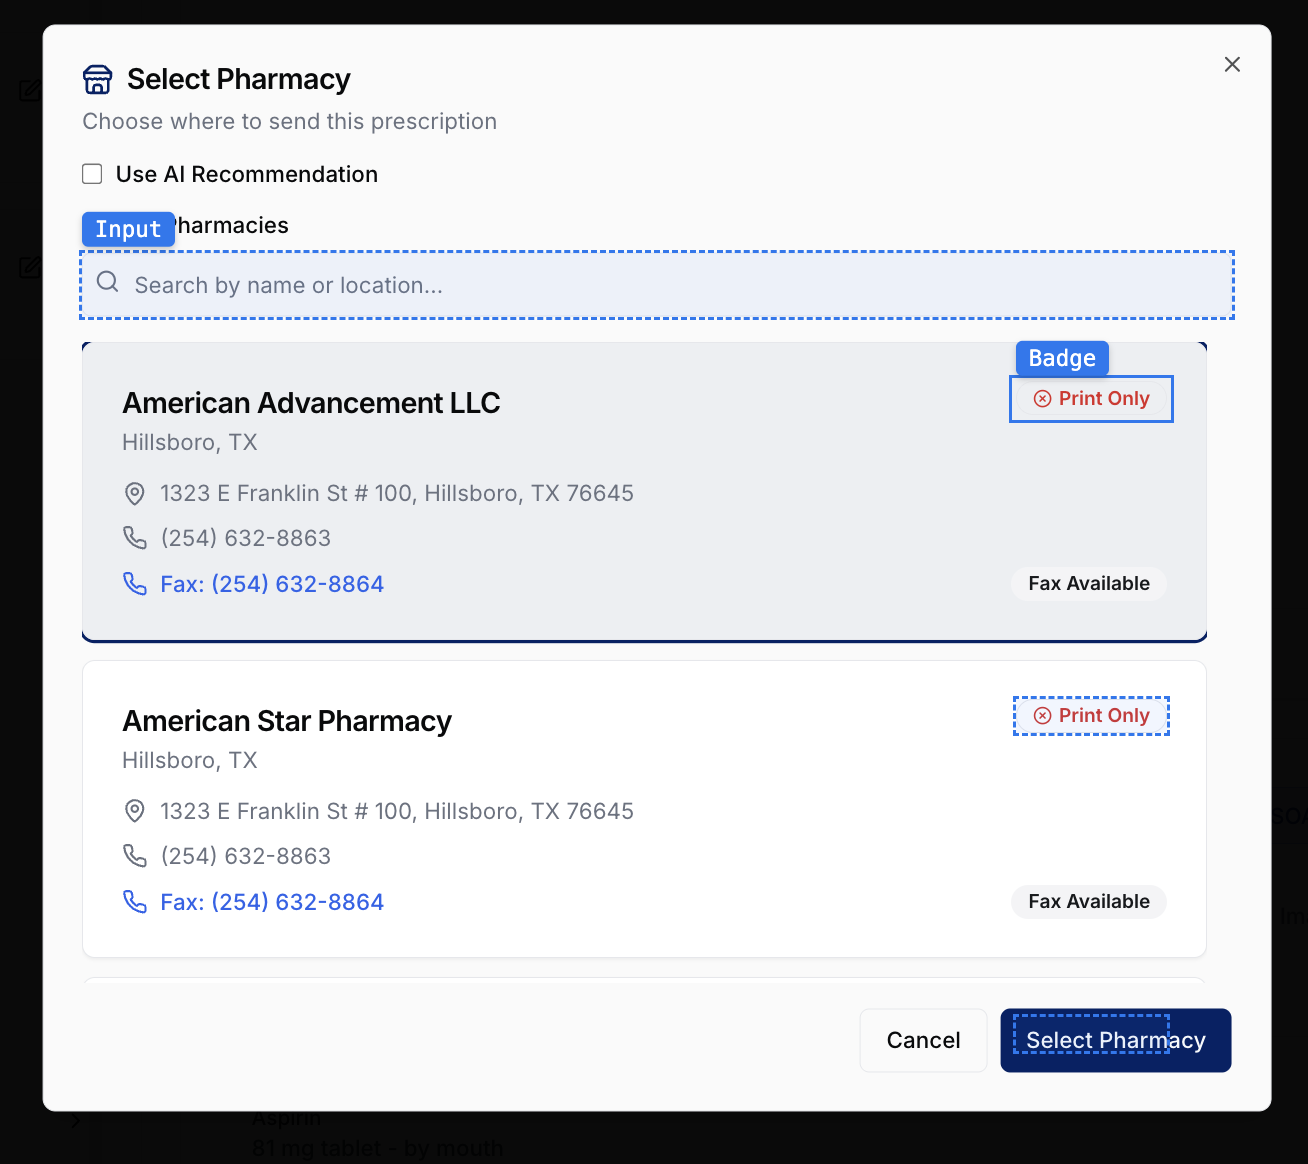 Select Pharmacy
Choose where to send this prescription
Use AI Recommendation
Input
Pharmacies
Search by name or location...
Badge
American Advancement LLC
Print Only
Hillsboro, TX
1323 E Franklin St # 100, Hillsboro, TX 76645
(254) 632-8863
Fax: (254) 632-8864
Fax Available
American Star Pharmacy
Print Only
Hillsboro, TX
1323 E Franklin St # 100, Hillsboro, TX 76645
(254) 632-8863
Fax: (254) 632-8864
Fax Available
Cancel
Select Pharmacy
Aspirin
81 mg tablet - by mouth